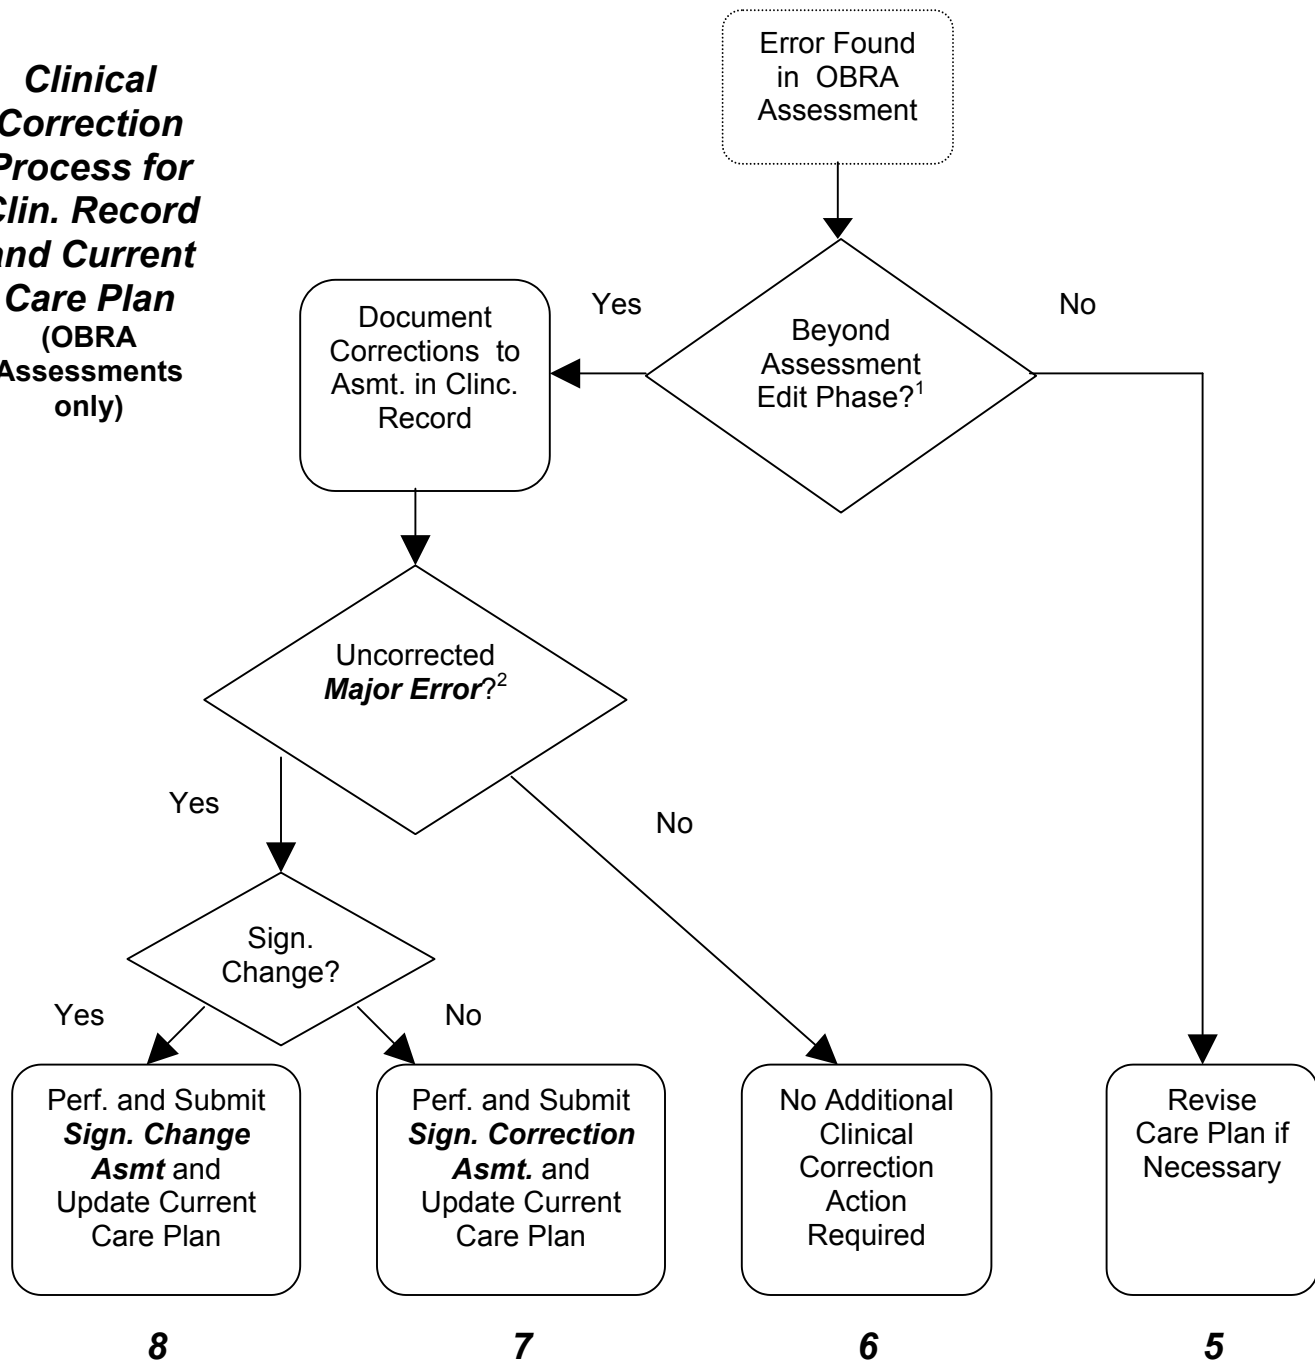 Clinical
Correction
Process for
Clin. Record
and Current
Care Plan
(OBRA
Assessments
only)
Error Found
in OBRA
Assessment
Beyond
Assessment
Edit Phase?¹
Yes
No
Document
Corrections to
Asmt. in Clinc.
Record
Uncorrected
Major Error?²
Yes
No
Sign.
Change?
Yes
No
Perf. and Submit
Sign. Change
Asmt and
Update Current
Care Plan
Perf. and Submit
Sign. Correction
Asmt. and
Update Current
Care Plan
No Additional
Clinical
Correction
Action
Required
Revise
Care Plan if
Necessary
8
7
6
5